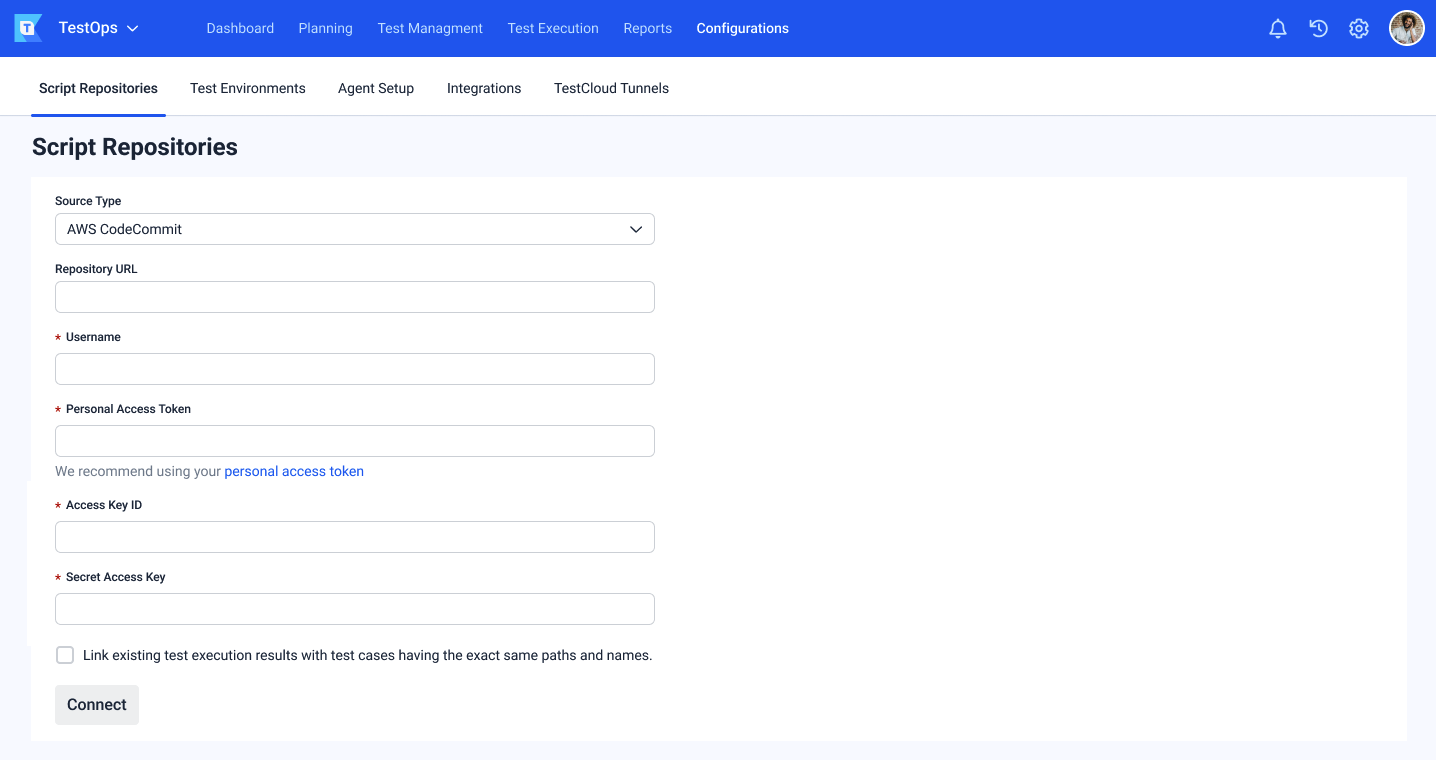 T TestOps Dashboard Planning Test Managment Test Execution Reports Configurations
Script Repositories Test Environments Agent Setup Integrations TestCloud Tunnels
Script Repositories
Source Type
AWS CodeCommit
Repository URL
* Username
* Personal Access Token
We recommend using your personal access token
* Access Key ID
* Secret Access Key
Link existing test execution results with test cases having the exact same paths and names.
Connect